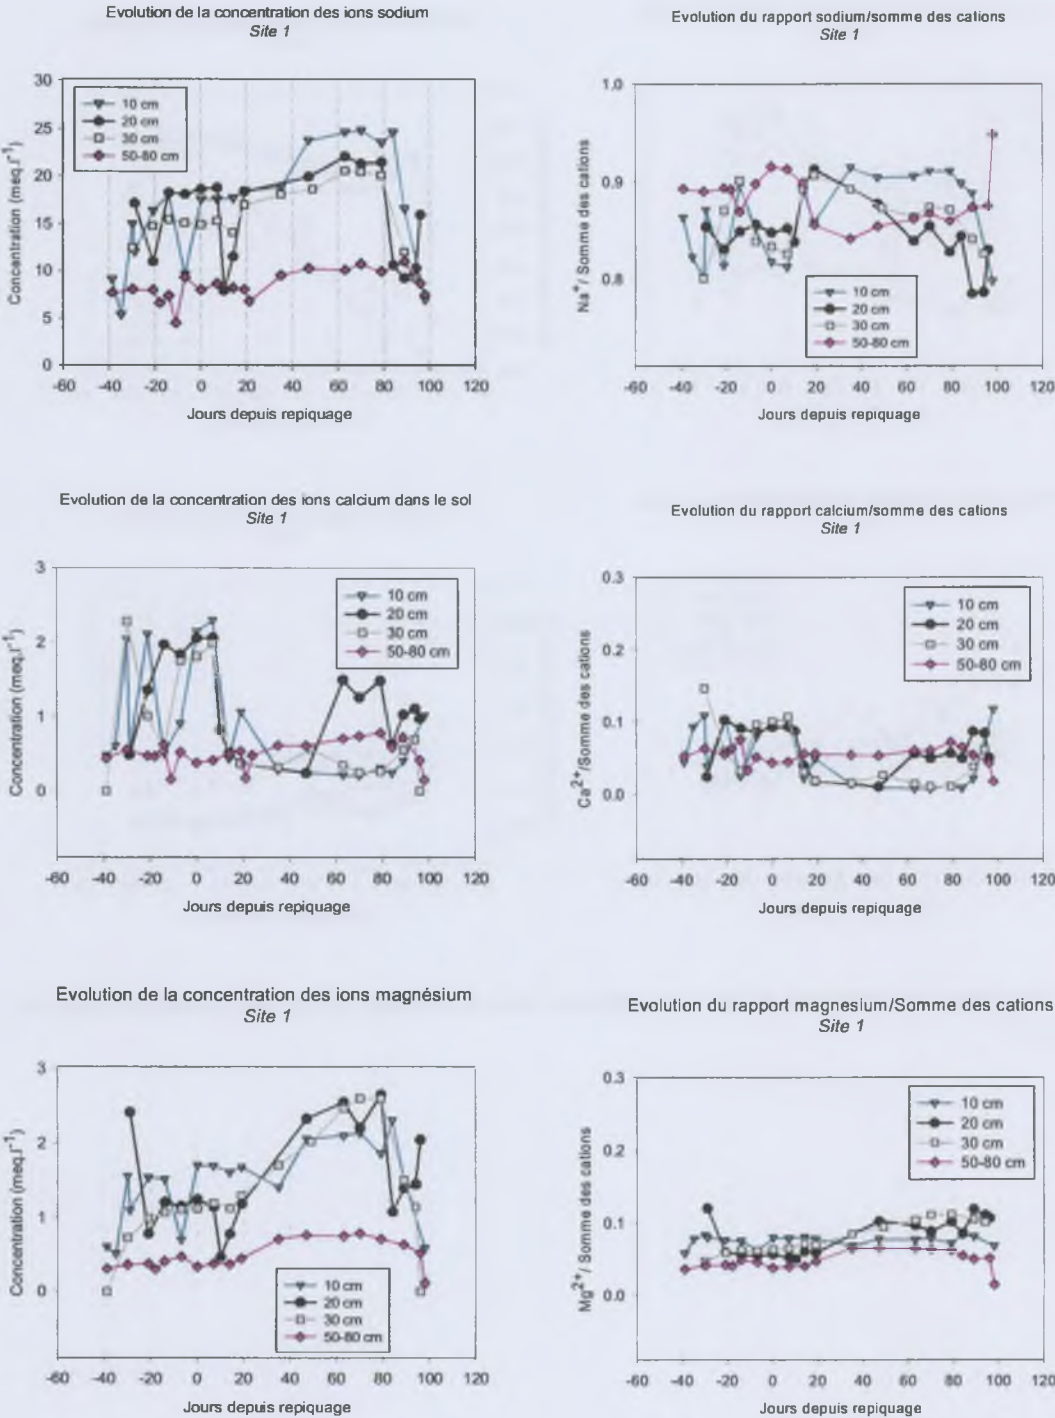 Evolution de la concentration des ions sodium
Site 1
30
25
20
15
10
5
0
Concentration (meq.l⁻¹)
10 cm
20 cm
30 cm
50-80 cm
-60 -40 -20 0 20 40 60 80 100 120
Jours depuis repiquage
Evolution du rapport sodium/somme des cations
Site 1
1.0
0.9
0.8
Na⁺/ Somme des cations
10 cm
20 cm
30 cm
50-80 cm
-60 -40 -20 0 20 40 60 80 100 120
Jours depuis repiquage
Evolution de la concentration des ions calcium dans le sol
Site 1
3
2
1
0
Concentration (meq.l⁻¹)
10 cm
20 cm
30 cm
50-80 cm
-60 -40 -20 0 20 40 60 80 100 120
Jours depuis repiquage
Evolution du rapport calcium/somme des cations
Site 1
0.3
0.2
0.1
0.0
Ca²⁺/Somme des cations
10 cm
20 cm
30 cm
50-80 cm
-60 -40 -20 0 20 40 60 80 100 120
Jours depuis repiquage
Evolution de la concentration des ions magnésium
Site 1
3
2
1
0
Concentration (meq.l⁻¹)
10 cm
20 cm
30 cm
50-80 cm
-60 -40 -20 0 20 40 60 80 100 120
Jours depuis repiquage
Evolution du rapport magnesium/Somme des cations
Site 1
0.3
0.2
0.1
0.0
Mg²⁺/ Somme des cations
10 cm
20 cm
30 cm
50-80 cm
-60 -40 -20 0 20 40 60 80 100 120
Jours depuis repiquage